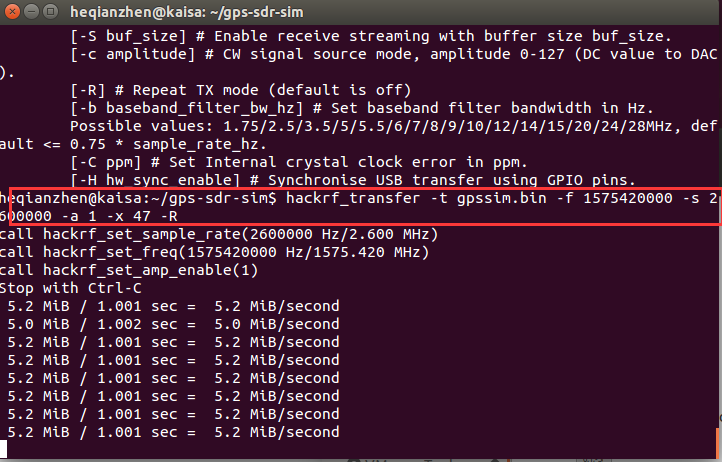 heqianzhen@kaisa: ~/gps-sdr-sim
[-S buf_size] # Enable receive streaming with buffer size buf_size.
[-c amplitude] # CW signal source mode, amplitude 0-127 (DC value to DAC
).
[-R] # Repeat TX mode (default is off)
[-b baseband_filter_bw_hz] # Set baseband filter bandwidth in Hz.
Possible values: 1.75/2.5/3.5/5/5.5/6/7/8/9/10/12/14/15/20/24/28MHz, def
ault <= 0.75 * sample_rate_hz.
[-C ppm] # Set Internal crystal clock error in ppm.
[-H hw_sync_enable] # Synchronise USB transfer using GPIO pins.
heqianzhen@kaisa:~/gps-sdr-sim$ hackrf_transfer -t gpssim.bin -f 1575420000 -s 2
600000 -a 1 -x 47 -R
call hackrf_set_sample_rate(2600000 Hz/2.600 MHz)
call hackrf_set_freq(1575420000 Hz/1575.420 MHz)
call hackrf_set_amp_enable(1)
Stop with Ctrl-C
5.2 MiB / 1.001 sec = 5.2 MiB/second
5.0 MiB / 1.002 sec = 5.0 MiB/second
5.2 MiB / 1.001 sec = 5.2 MiB/second
5.2 MiB / 1.001 sec = 5.2 MiB/second
5.2 MiB / 1.001 sec = 5.2 MiB/second
5.2 MiB / 1.001 sec = 5.2 MiB/second
5.2 MiB / 1.001 sec = 5.2 MiB/second
5.2 MiB / 1.001 sec = 5.2 MiB/second